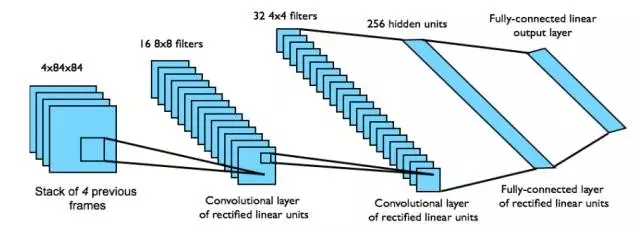 32 4x4 filters
256 hidden units
Fully-connected linear
output layer
16 8x8 filters
4x84x84
Stack of 4 previous
frames
Convolutional layer
of rectified linear units
Convolutional layer
of rectified linear units
Fully-connected layer
of rectified linear units